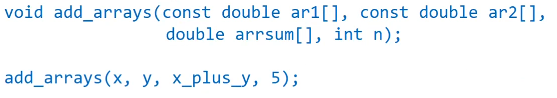 void add_arrays(const double ar1[], const double ar2[],
double arrsum[], int n);
add_arrays(x, y, x_plus_y, 5);